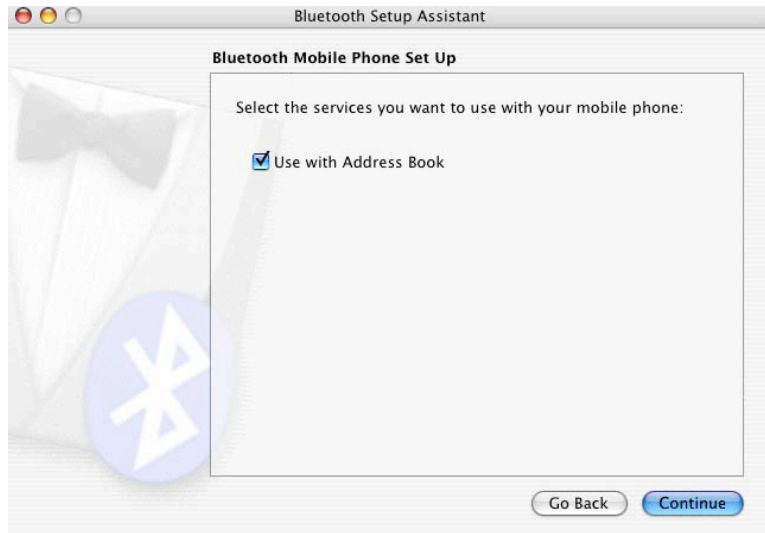 Bluetooth Setup Assistant
Bluetooth Mobile Phone Set Up
Select the services you want to use with your mobile phone:
Use with Address Book
Go Back
Continue